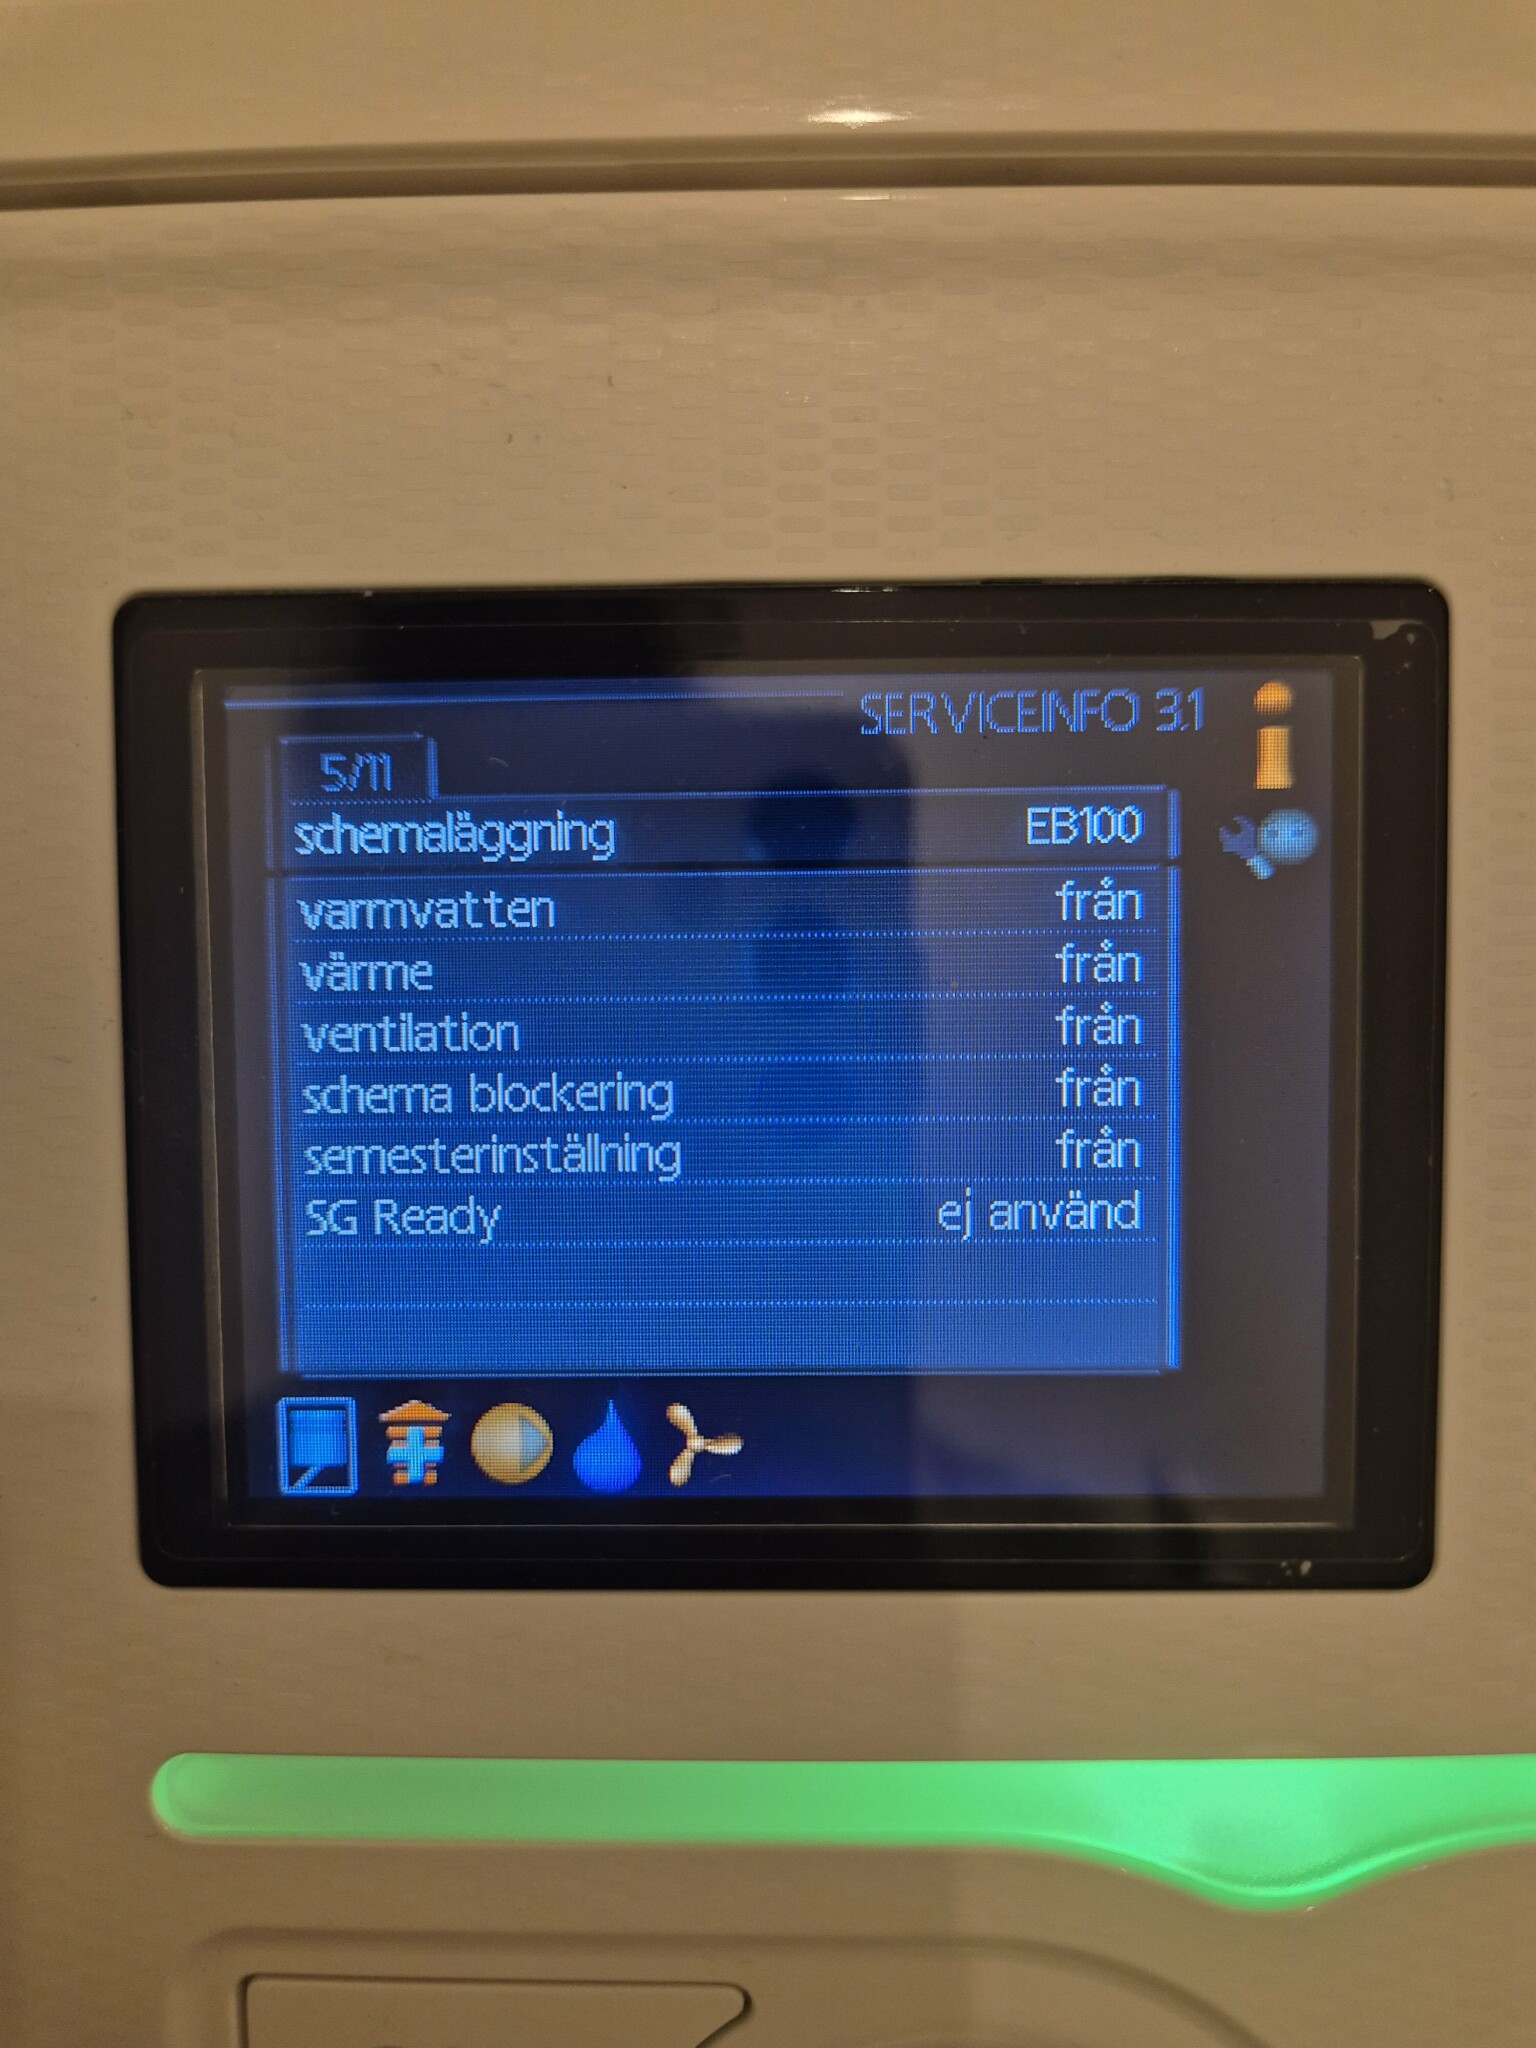 SERVICEINFO 3.1
5/11
schemaläggning EB100
varmvatten från
värme från
ventilation från
schema blockering från
semesterinställning från
SG Ready ej använd